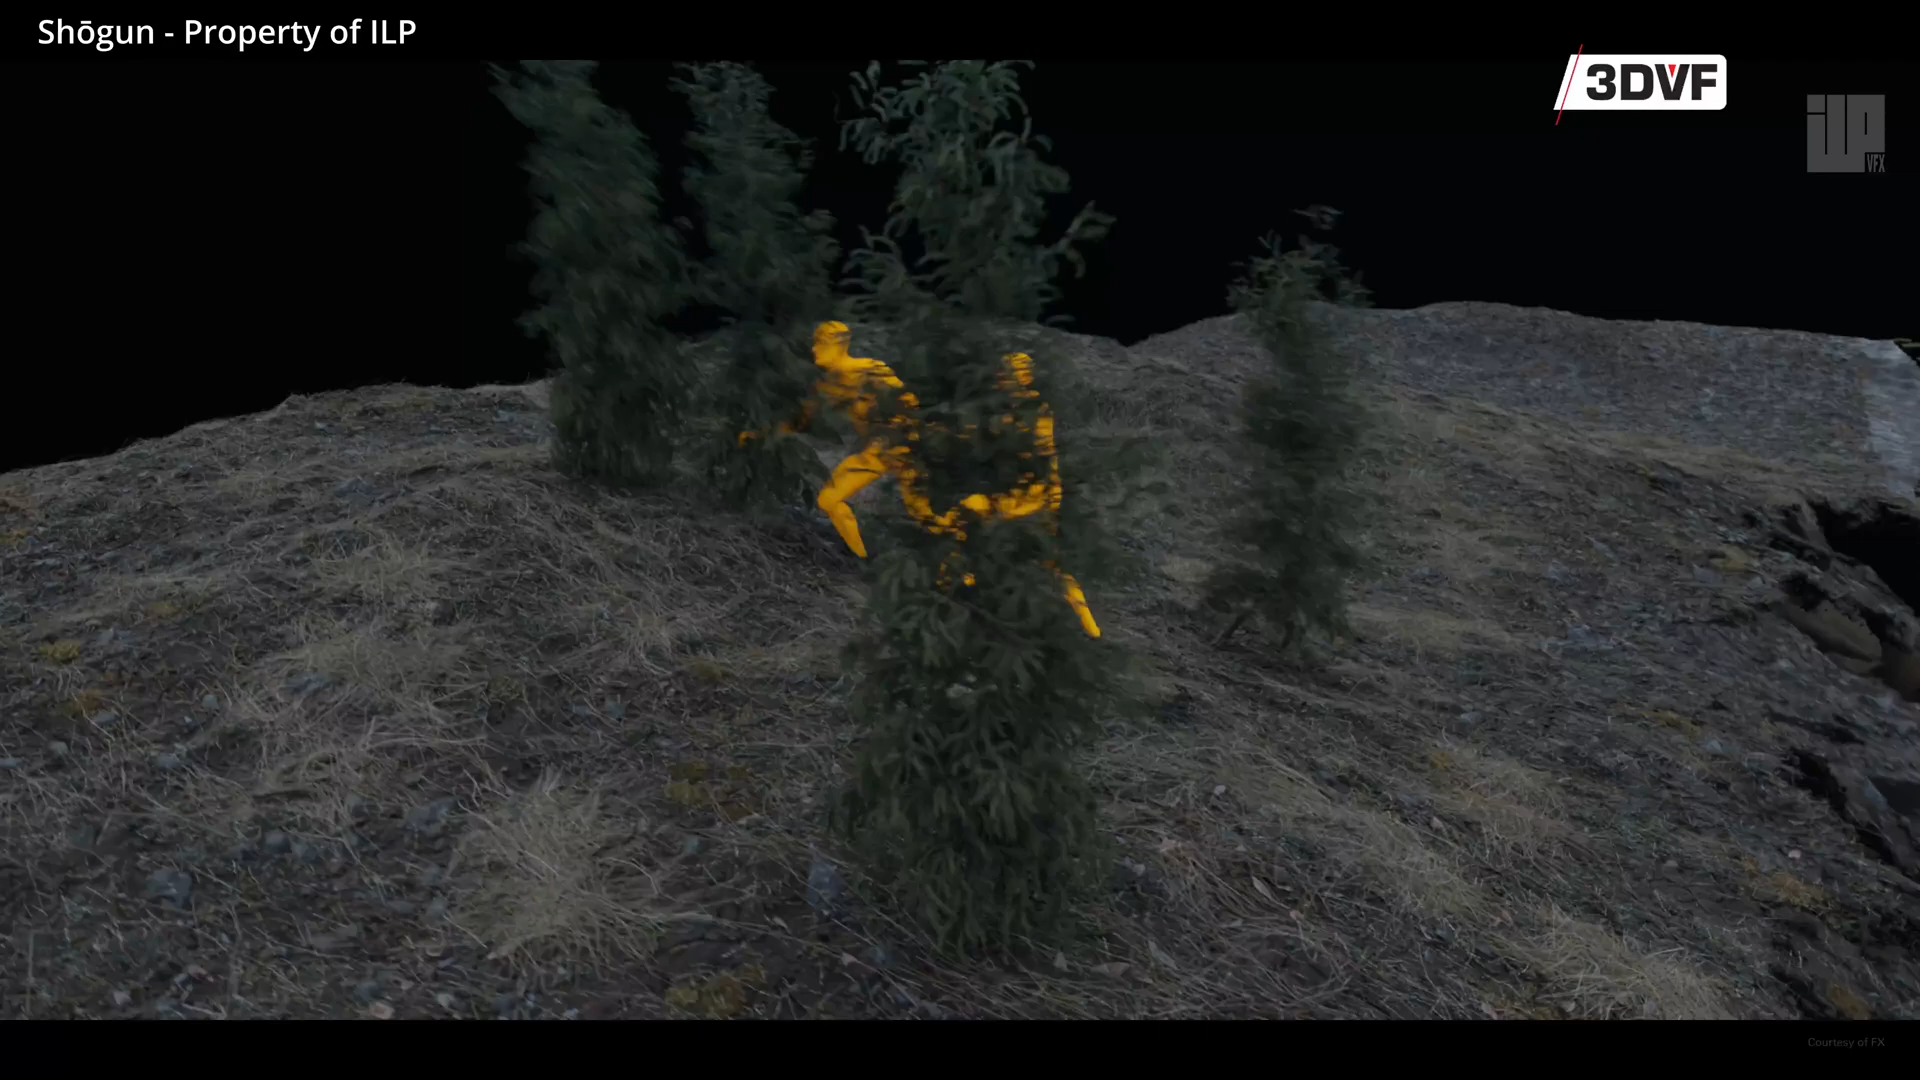 Shōgun - Property of ILP
3DVF
ilp
VFX
Courtesy of FX